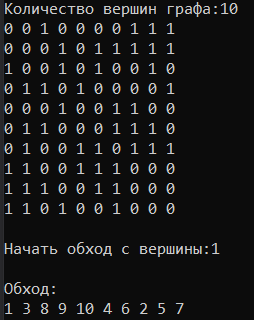 Количество вершин графа:10
0 0 1 0 0 0 0 1 1 1
0 0 0 1 0 1 1 1 1 1
1 0 0 1 0 1 0 0 1 0
0 1 1 0 1 0 0 0 0 1
0 0 0 1 0 0 1 1 0 0
0 1 1 0 0 0 1 1 1 0
0 1 0 0 1 1 0 1 1 1
1 1 0 0 1 1 1 0 0 0
1 1 1 0 0 1 1 0 0 0
1 1 0 1 0 0 1 0 0 0
Начать обход с вершины:1
Обход:
1 3 8 9 10 4 6 2 5 7